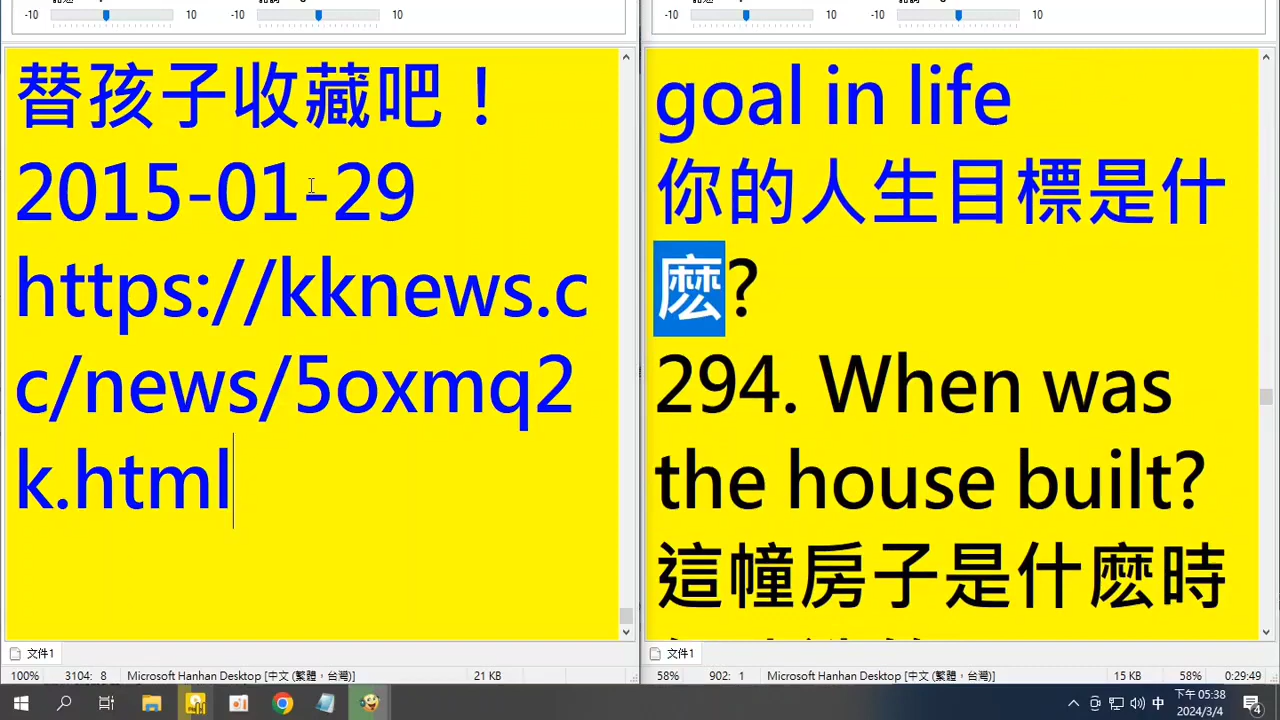 -10
10
-10
10
-10
10
-10
10
替孩子收藏吧！
2015-01-29
https://kknews.c
c/news/5oxmq2
k.html
goal in life
你的人生目標是什
麽?
294. When was
the house built?
這幢房子是什麽時
文件1
文件1
100%
3104: 8
Microsoft Hanhan Desktop [中文 (繁體，台灣)]
21 KB
58%
902: 1
Microsoft Hanhan Desktop [中文 (繁體，台灣)]
15 KB
58%
0:29:49
中
下午 05:38
2024/3/4
4